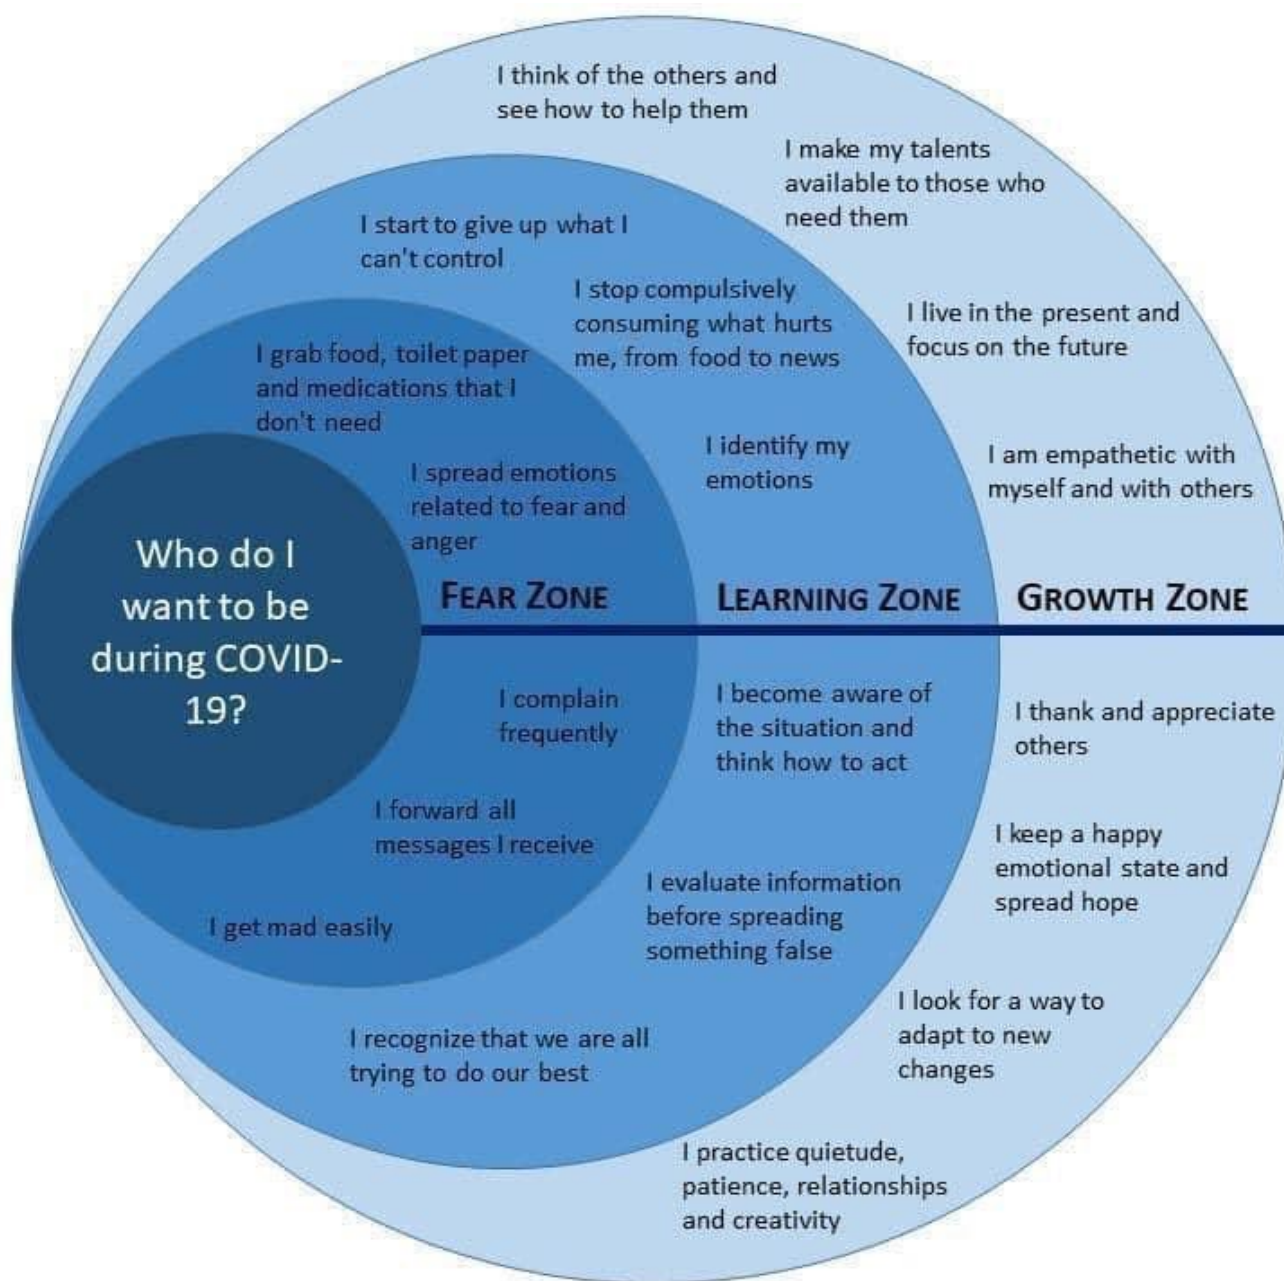 I think of the others and
see how to help them
I make my talents
available to those who
need them
I start to give up what I
can't control
I stop compulsively
consuming what hurts
me, from food to news
I live in the present and
focus on the future
I grab food, toilet paper
and medications that I
don't need
I identify my
emotions
I am empathetic with
myself and with others
I spread emotions
related to fear and
anger
Who do I
want to be
during COVID-
19?
FEAR ZONE
LEARNING ZONE
GROWTH ZONE
I complain
frequently
I become aware of
the situation and
think how to act
I thank and appreciate
others
I forward all
messages I receive
I keep a happy
emotional state and
spread hope
I evaluate information
before spreading
something false
I get mad easily
I look for a way to
adapt to new
changes
I recognize that we are all
trying to do our best
I practice quietude,
patience, relationships
and creativity